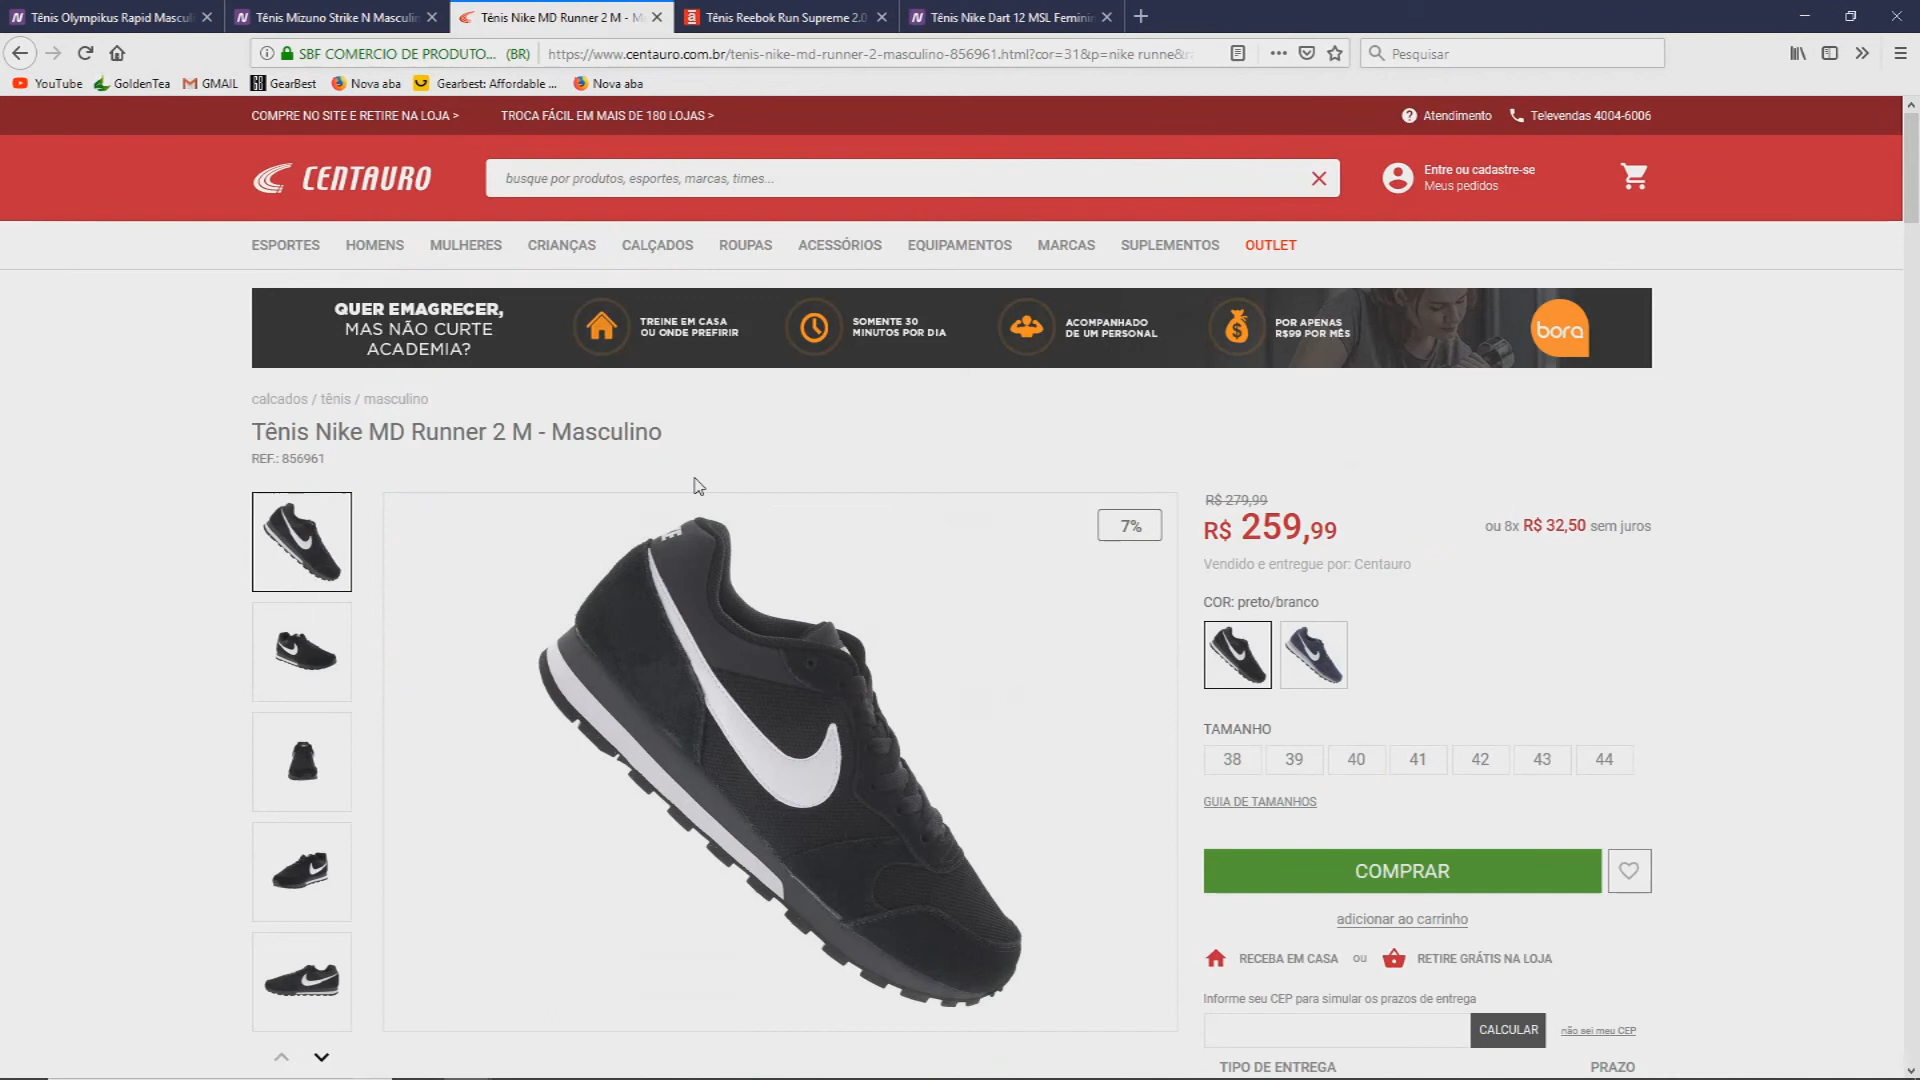 Tênis Olympikus Rapid Mascul
Tênis Mizuno Strike N Masculin
Tênis Nike MD Runner 2 M - M
Tênis Reebok Run Supreme 2.0
Tênis Nike Dart 12 MSL Feminin
SBF COMERCIO DE PRODUTO... (BR)
https://www.centauro.com.br/tenis-nike-md-runner-2-masculino-856961.html?cor=31&p=nike runne&r
Pesquisar
YouTube
GoldenTea
GMAIL
GearBest
Nova aba
Gearbest: Affordable ...
Nova aba
COMPRE NO SITE E RETIRE NA LOJA >
TROCA FÁCIL EM MAIS DE 180 LOJAS >
Atendimento
Televendas 4004-6006
CENTAURO
busque por produtos, esportes, marcas, times...
Entre ou cadastre-se
Meus pedidos
ESPORTES HOMENS MULHERES CRIANÇAS CALÇADOS ROUPAS ACESSÓRIOS EQUIPAMENTOS MARCAS SUPLEMENTOS OUTLET
QUER EMAGRECER,
MAS NÃO CURTE
ACADEMIA?
TREINE EM CASA
OU ONDE PREFIRIR
SOMENTE 30
MINUTOS POR DIA
ACOMPANHADO
DE UM PERSONAL
POR APENAS
R$99 POR MÊS
bora
calcados / tênis / masculino
Tênis Nike MD Runner 2 M - Masculino
REF.: 856961
7%
R$ 279,99
R$ 259,99
ou 8x R$ 32,50 sem juros
Vendido e entregue por: Centauro
COR: preto/branco
TAMANHO
38 39 40 41 42 43 44
GUIA DE TAMANHOS
COMPRAR
adicionar ao carrinho
RECEBA EM CASA ou RETIRE GRÁTIS NA LOJA
Informe seu CEP para simular os prazos de entrega
CALCULAR
não sei meu CEP
TIPO DE ENTREGA
PRAZO